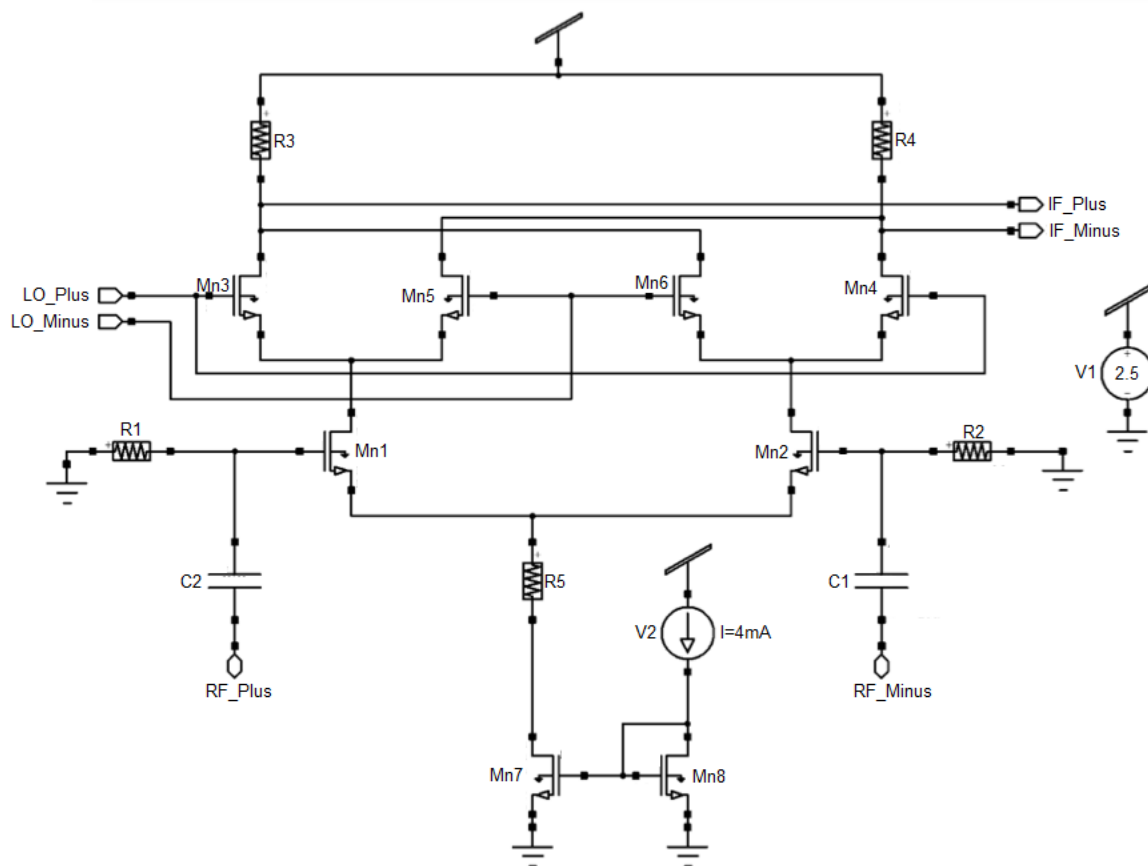 R3
R4
IF_Plus
IF_Minus
Mn3
Mn5
Mn6
Mn4
LO_Plus
LO_Minus
V1
+
2.5
-
R1
Mn1
Mn2
R2
C2
R5
C1
V2
I=4mA
RF_Plus
RF_Minus
Mn7
Mn8